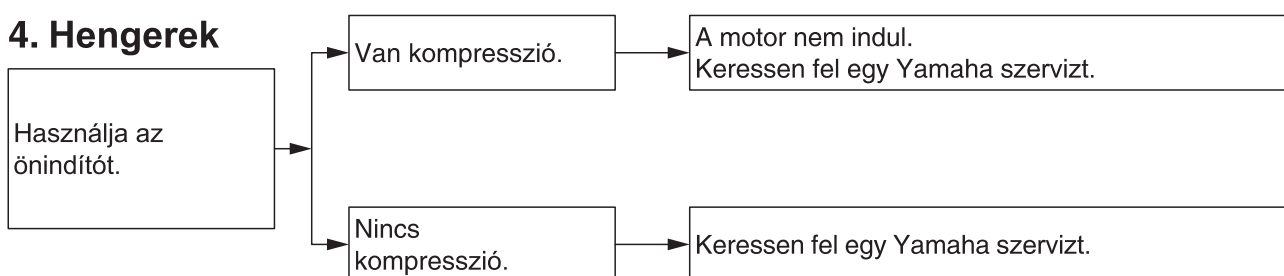 4. Hengerek
Használja az
önindítót.
Van kompresszió.
A motor nem indul.
Keressen fel egy Yamaha szervizt.
Nincs
kompresszió.
Keressen fel egy Yamaha szervizt.